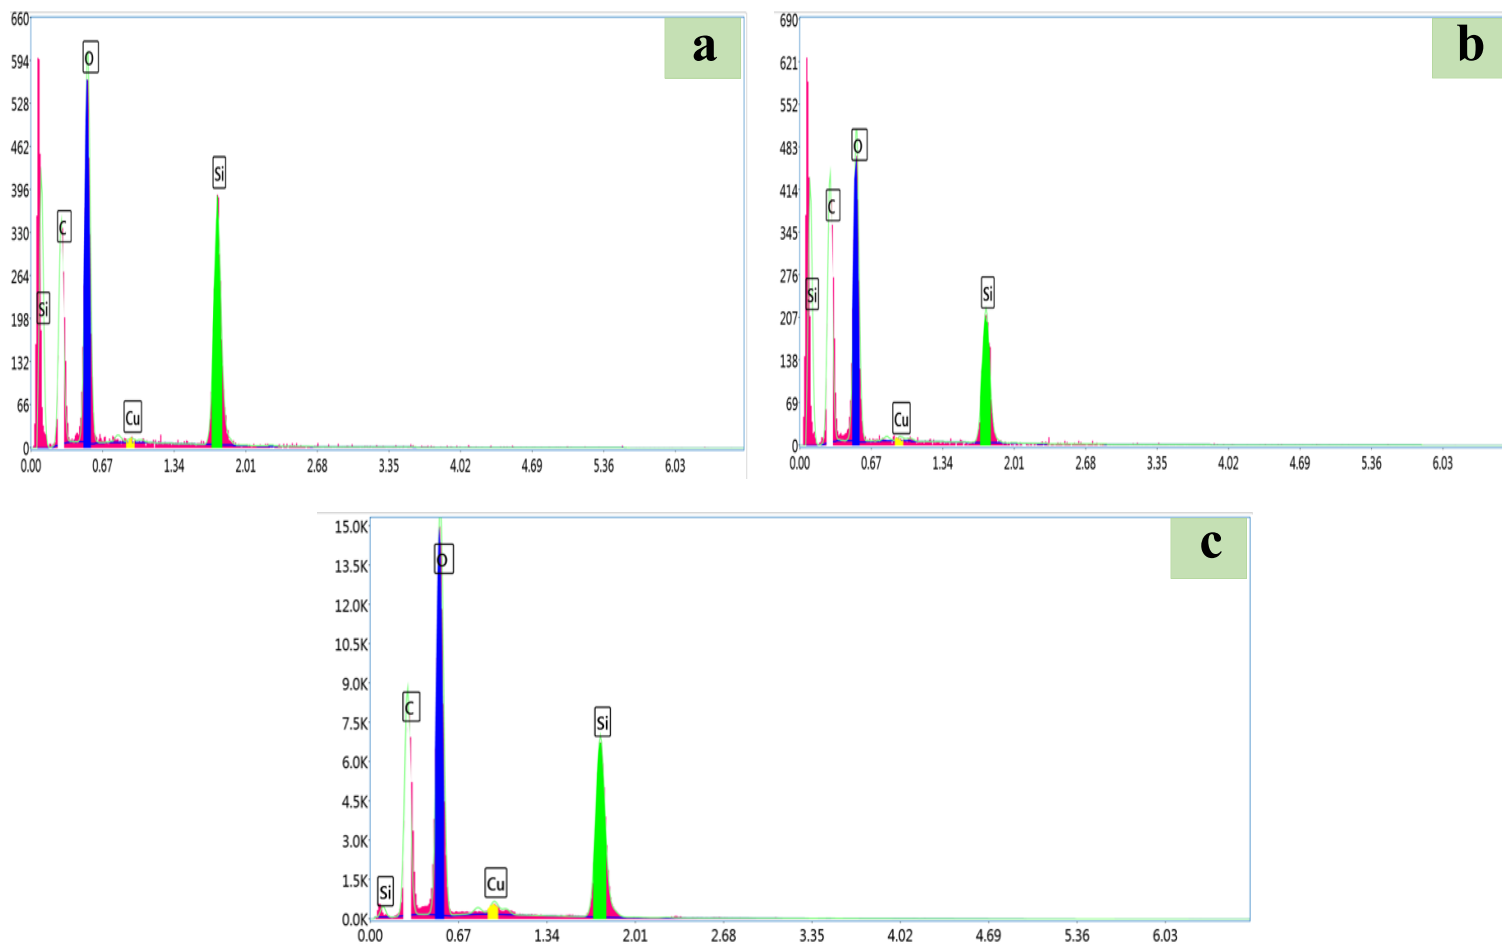 a
660
594
528
462
396
330
264
198
132
66
0
O
Si
C
Si
Cu
0.00 0.67 1.34 2.01 2.68 3.35 4.02 4.69 5.36 6.03
b
690
621
552
483
414
345
276
207
138
69
0
O
C
Si
Si
Cu
0.00 0.67 1.34 2.01 2.68 3.35 4.02 4.69 5.36 6.03
c
15.0K
13.5K
12.0K
10.5K
9.0K
7.5K
6.0K
4.5K
3.0K
1.5K
0.0K
O
C
Si
Si
Cu
0.00 0.67 1.34 2.01 2.68 3.35 4.02 4.69 5.36 6.03